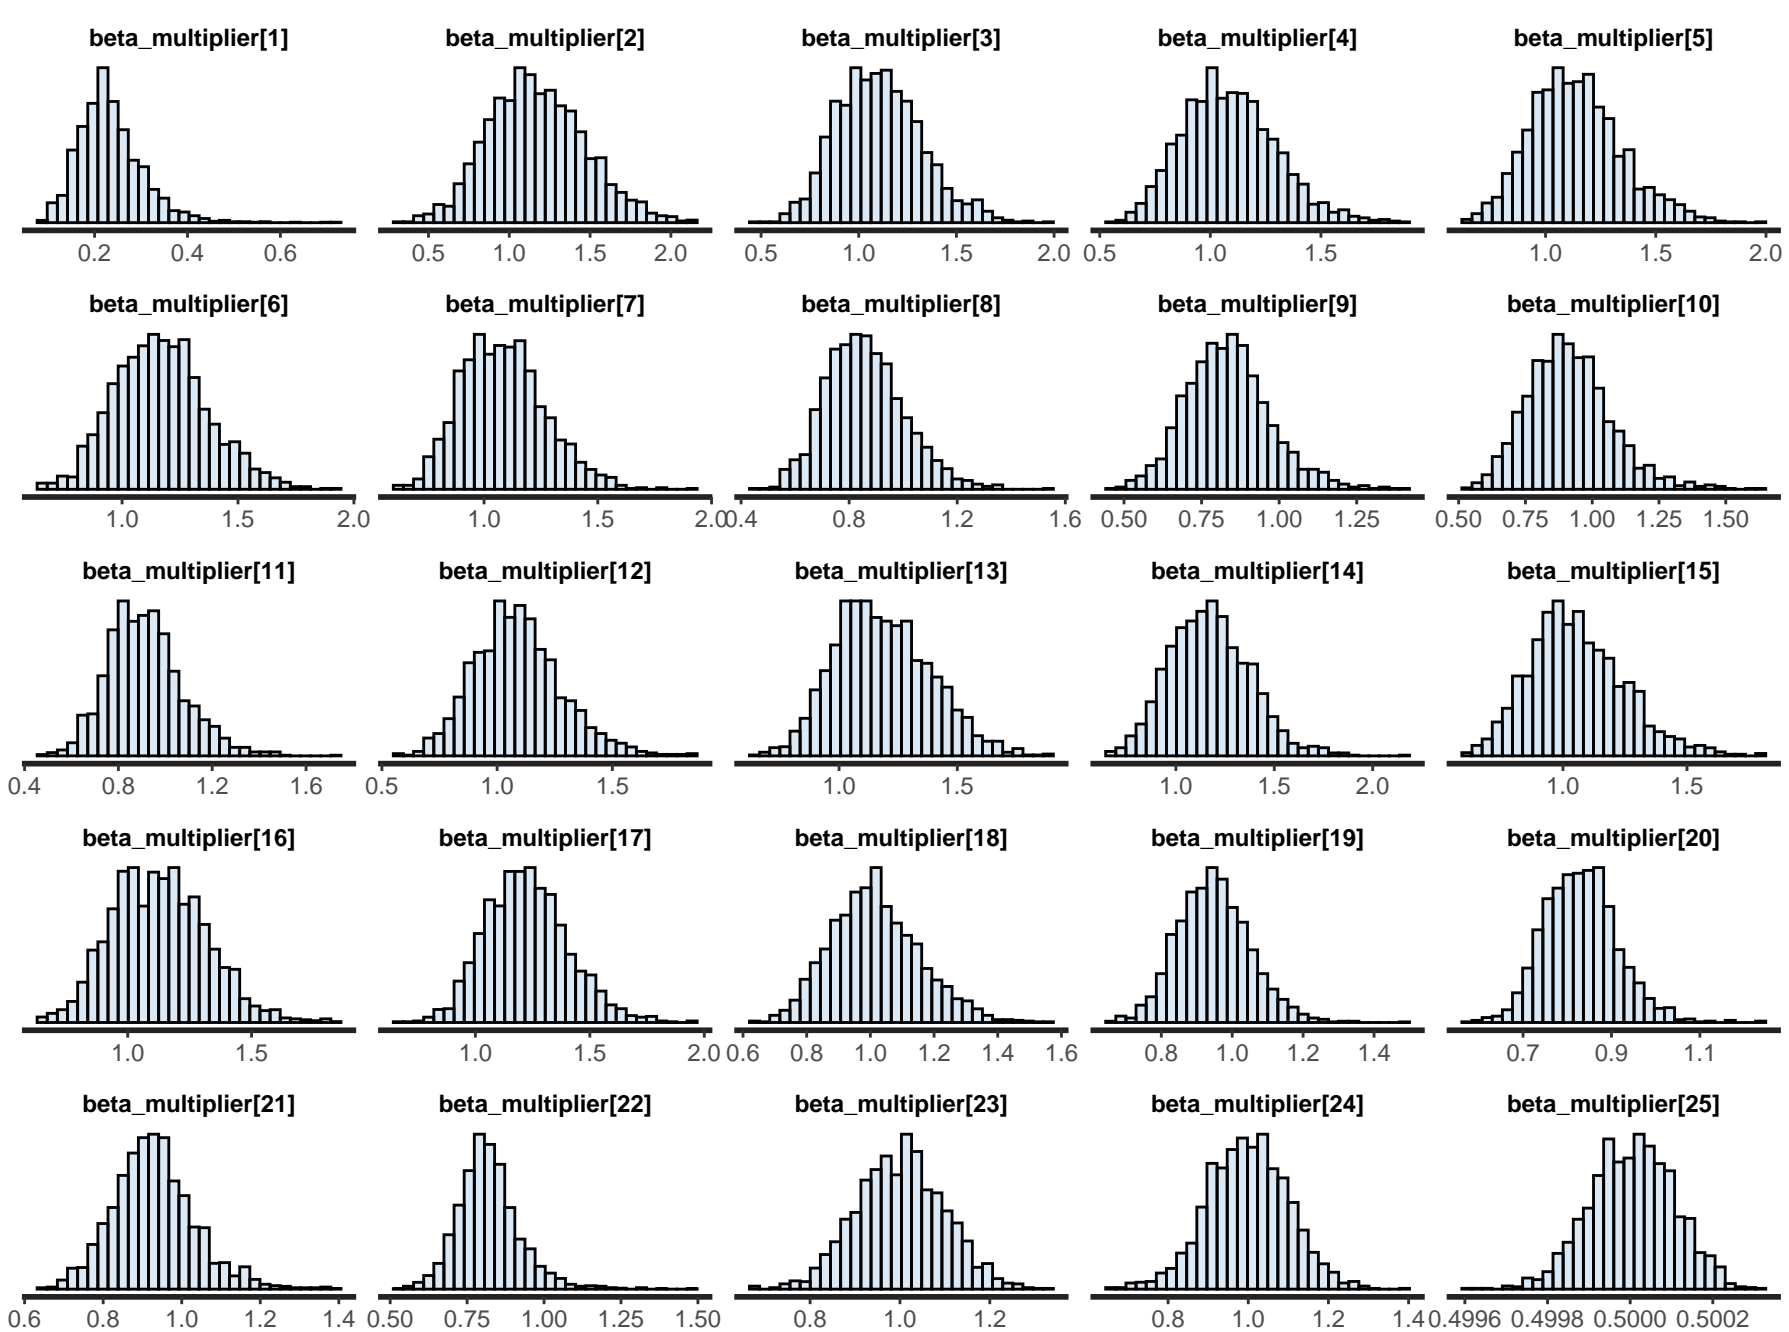 beta_multiplier[1] beta_multiplier[2] beta_multiplier[3] beta_multiplier[4] beta_multiplier[5]
0.2 0.4 0.6 0.5 1.0 1.5 2.0 0.5 1.0 1.5 2.0 0.5 1.0 1.5 1.0 1.5 2.0
beta_multiplier[6] beta_multiplier[7] beta_multiplier[8] beta_multiplier[9] beta_multiplier[10]
1.0 1.5 2.0 1.0 1.5 2.0 0.4 0.8 1.2 1.6 0.50 0.75 1.00 1.25 0.50 0.75 1.00 1.25 1.50
beta_multiplier[11] beta_multiplier[12] beta_multiplier[13] beta_multiplier[14] beta_multiplier[15]
0.4 0.8 1.2 1.6 0.5 1.0 1.5 1.0 1.5 1.0 1.5 2.0 1.0 1.5
beta_multiplier[16] beta_multiplier[17] beta_multiplier[18] beta_multiplier[19] beta_multiplier[20]
1.0 1.5 1.0 1.5 2.0 0.6 0.8 1.0 1.2 1.4 1.6 0.8 1.0 1.2 1.4 0.7 0.9 1.1
beta_multiplier[21] beta_multiplier[22] beta_multiplier[23] beta_multiplier[24] beta_multiplier[25]
0.6 0.8 1.0 1.2 1.4 0.50 0.75 1.00 1.25 1.50 0.8 1.0 1.2 0.8 1.0 1.2 1.4 0.4996 0.4998 0.5000 0.5002